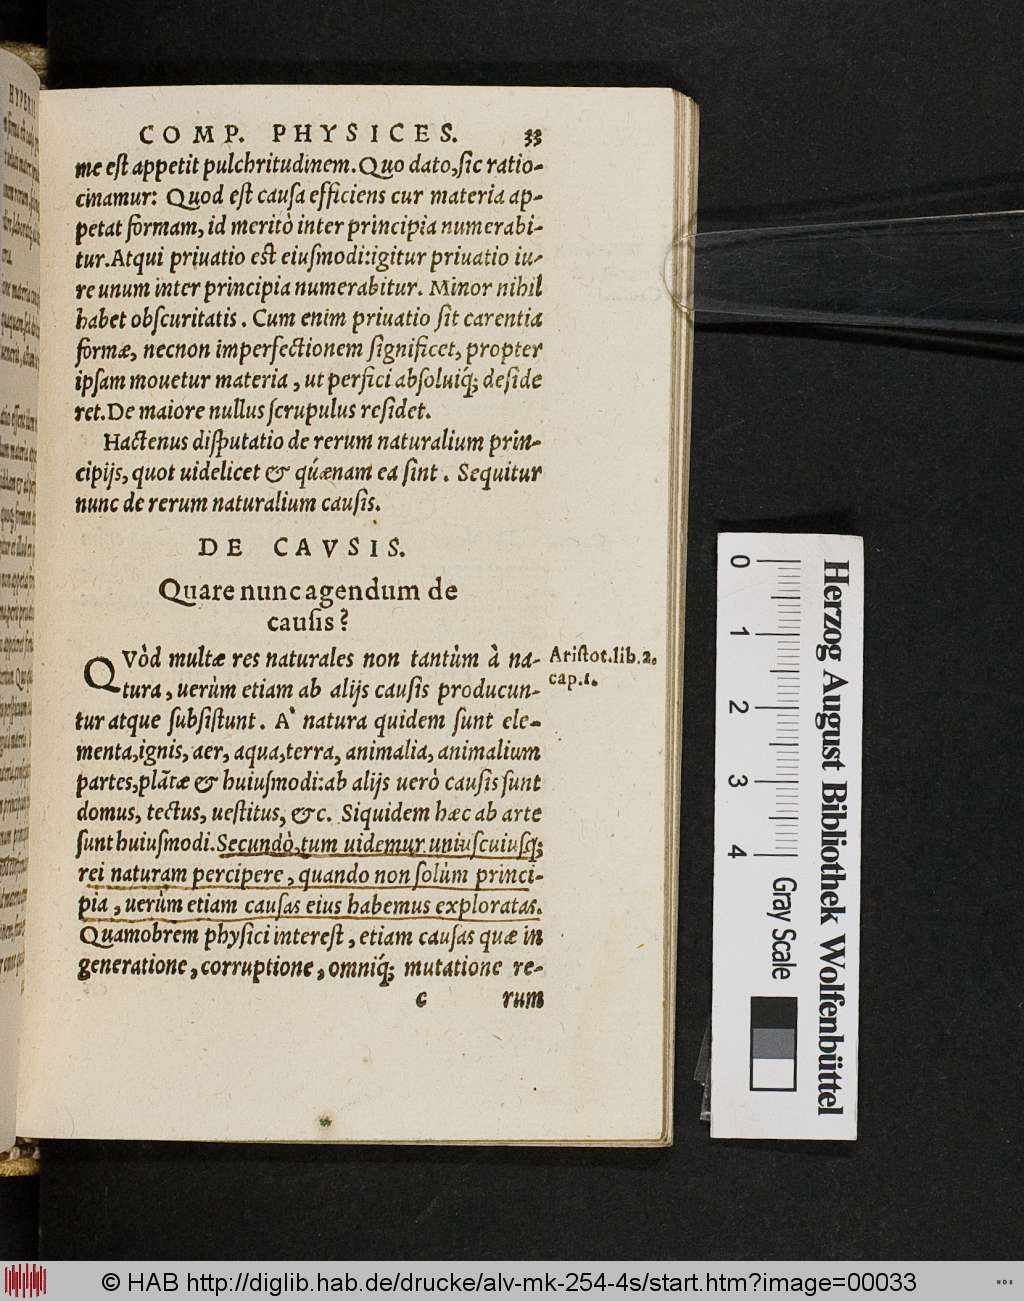 COMP. PHYSICES. 33
me est appetit pulchritudinem. Quo dato, sic ratio-
cinamur: Quod est causa efficiens cur materia ap-
petat formam, id meritò inter principia numerabi-
tur. Atqui priuatio est eiusmodi: igitur priuatio iu-
re unum inter principia numerabitur. Minor nihil
habet obscuritatis. Cum enim priuatio sit carentia
formæ, necnon imperfectionem significet, propter
ipsam mouetur materia, ut perfici absoluiq́; deside
ret. De maiore nullus scrupulus residet.
Hactenus disputatio de rerum naturalium prin-
cipijs, quot uidelicet & qúænam ea sint. Sequitur
nunc de rerum naturalium causis.
DE CAVSIS.
Quare nunc agendum de
causis?
QVòd multæ res naturales non tantùm à na-
tura, uerùm etiam ab alijs causis producun-
tur atque subsistunt. A` natura quidem sunt ele-
menta, ignis, aer, aqua, terra, animalia, animalium
partes, plãtæ & huiusmodi: ab alijs uerò causis sunt
domus, tectus, uestitus, &c. Siquidem hæc ab arte
sunt huiusmodi. Secundò, tum uidemur uniuscuiusq;
rei naturam percipere, quando non solùm princi-
pia, uerùm etiam causas eius habemus exploratas.
Quamobrem physici interest, etiam causas quæ in
generatione, corruptione, omniq́; mutatione re-
c rum
Aristot. lib. 2.
cap. 1.
0 1 2 3 4
Gray Scale
Herzog August Bibliothek Wolfenbüttel
© HAB http://diglib.hab.de/drucke/alv-mk-254-4s/start.htm?image=00033